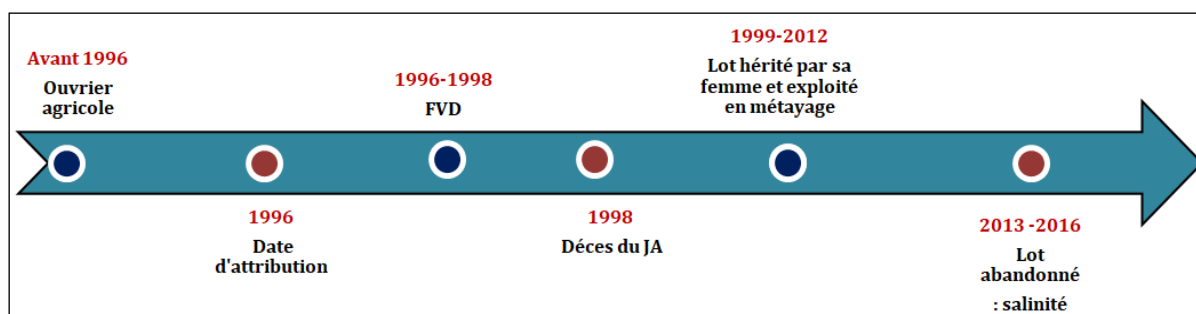 Avant 1996
Ouvrier
agricole
1996
Date
d'attribution
1996-1998
FVD
1998
Déces du JA
1999-2012
Lot hérité par sa
femme et exploité
en métayage
2013 -2016
Lot
abandonné
: salinité